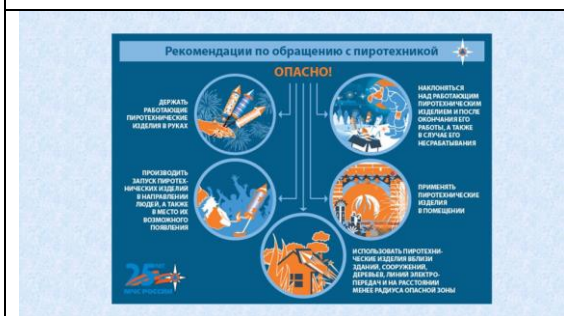 Рекомендации по обращению с пиротехникой
ОПАСНО!
ДЕРЖАТЬ
РАБОТАЮЩИЕ
ПИРОТЕХНИЧЕСКИЕ
ИЗДЕЛИЯ В РУКАХ
НАКЛОНЯТЬСЯ
НАД РАБОТАЮЩИМ
ПИРОТЕХНИЧЕСКИМ
ИЗДЕЛИЕМ И ПОСЛЕ
ОКОНЧАНИЯ ЕГО
РАБОТЫ, А ТАКЖЕ
В СЛУЧАЕ ЕГО
НЕСРАБАТЫВАНИЯ
ПРОИЗВОДИТЬ
ЗАПУСК ПИРОТЕХ-
НИЧЕСКИХ ИЗДЕЛИЙ
В НАПРАВЛЕНИИ
ЛЮДЕЙ, А ТАКЖЕ
В МЕСТО ИХ
ВОЗМОЖНОГО
ПОЯВЛЕНИЯ
ПРИМЕНЯТЬ
ПИРОТЕХНИЧЕСКИЕ
ИЗДЕЛИЯ
В ПОМЕЩЕНИИ
ИСПОЛЬЗОВАТЬ ПИРОТЕХНИ-
ЧЕСКИЕ ИЗДЕЛИЯ ВБЛИЗИ
ЗДАНИЙ, СООРУЖЕНИЙ,
ДЕРЕВЬЕВ, ЛИНИЙ ЭЛЕКТРО-
ПЕРЕДАЧ И НА РАССТОЯНИИ
МЕНЕЕ РАДИУСА ОПАСНОЙ ЗОНЫ
25
МЧС РОССИИ